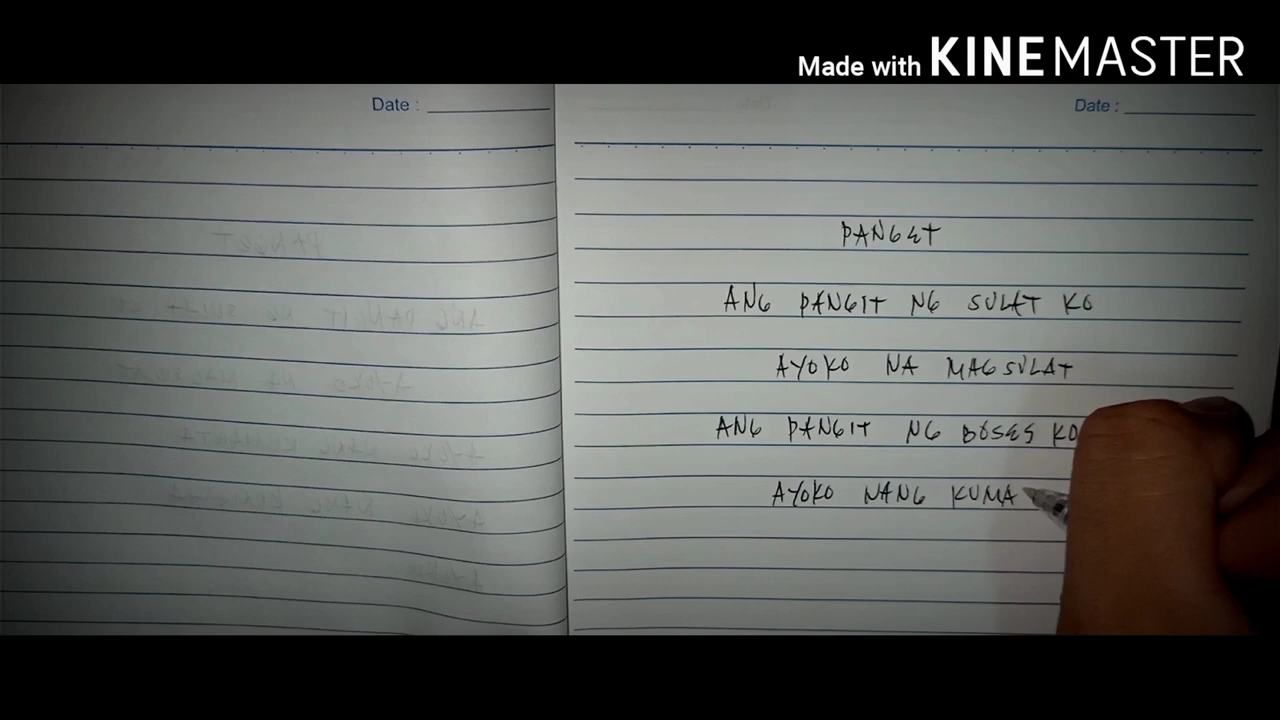 Made with KINEMASTER
Date :
Date :
PANGET
ANG PANGIT NG SULAT KO
AYOKO NA MAGSULAT
ANG PANGIT NG BOSES KO
AYOKO NANG KUMA